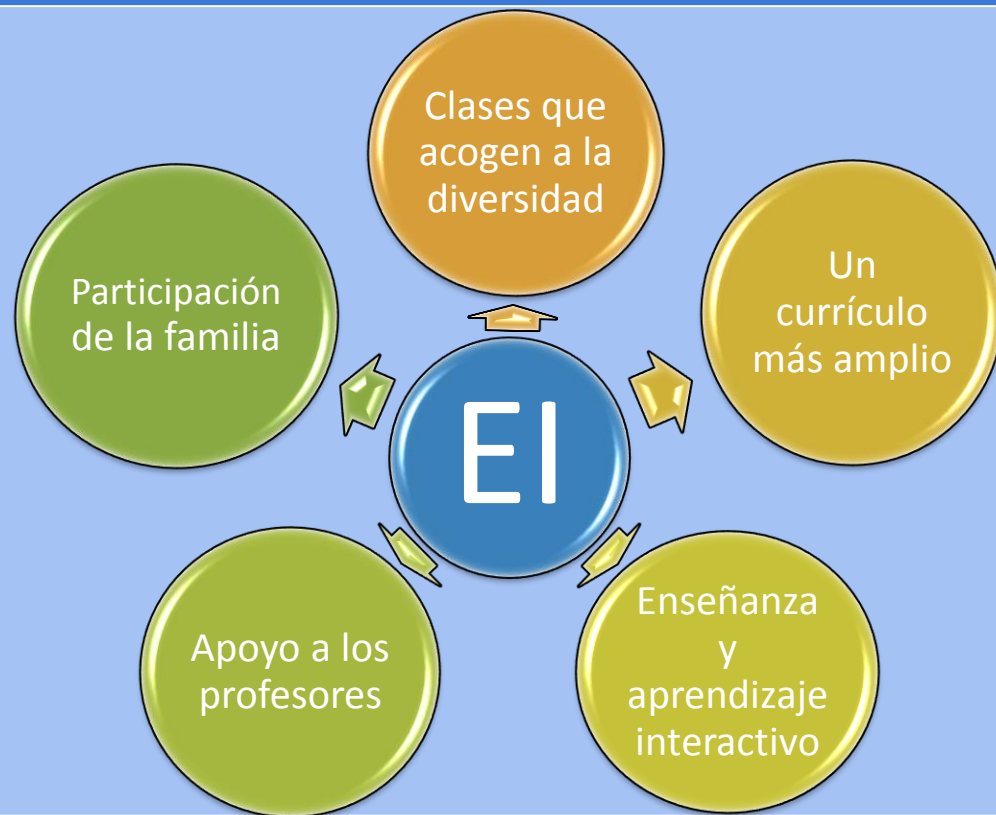 Clases que
acogen a la
diversidad
Un
currículo
más amplio
Enseñanza
y
aprendizaje
interactivo
Apoyo a los
profesores
Participación
de la familia
EI